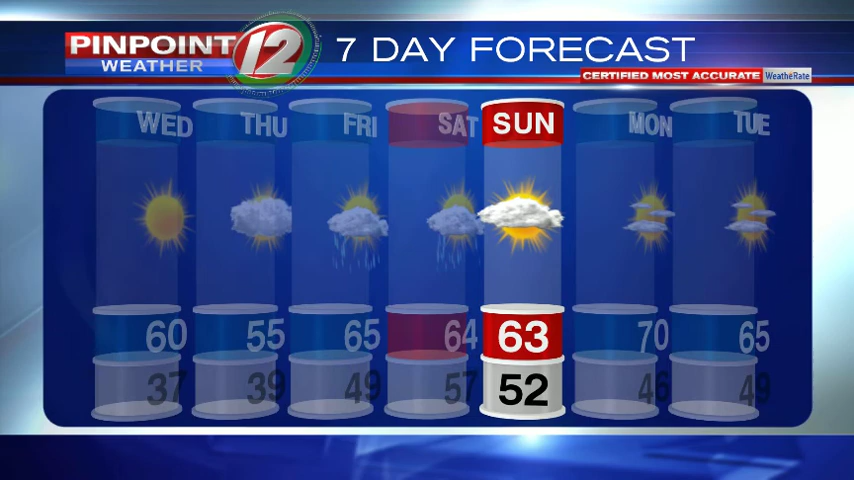 PINPOINT 12
WEATHER
7 DAY FORECAST
CERTIFIED MOST ACCURATE WeatheRate
WED THU FRI SAT SUN MON TUE
60 55 65 64 63 70 65
37 39 49 57 52 46 49